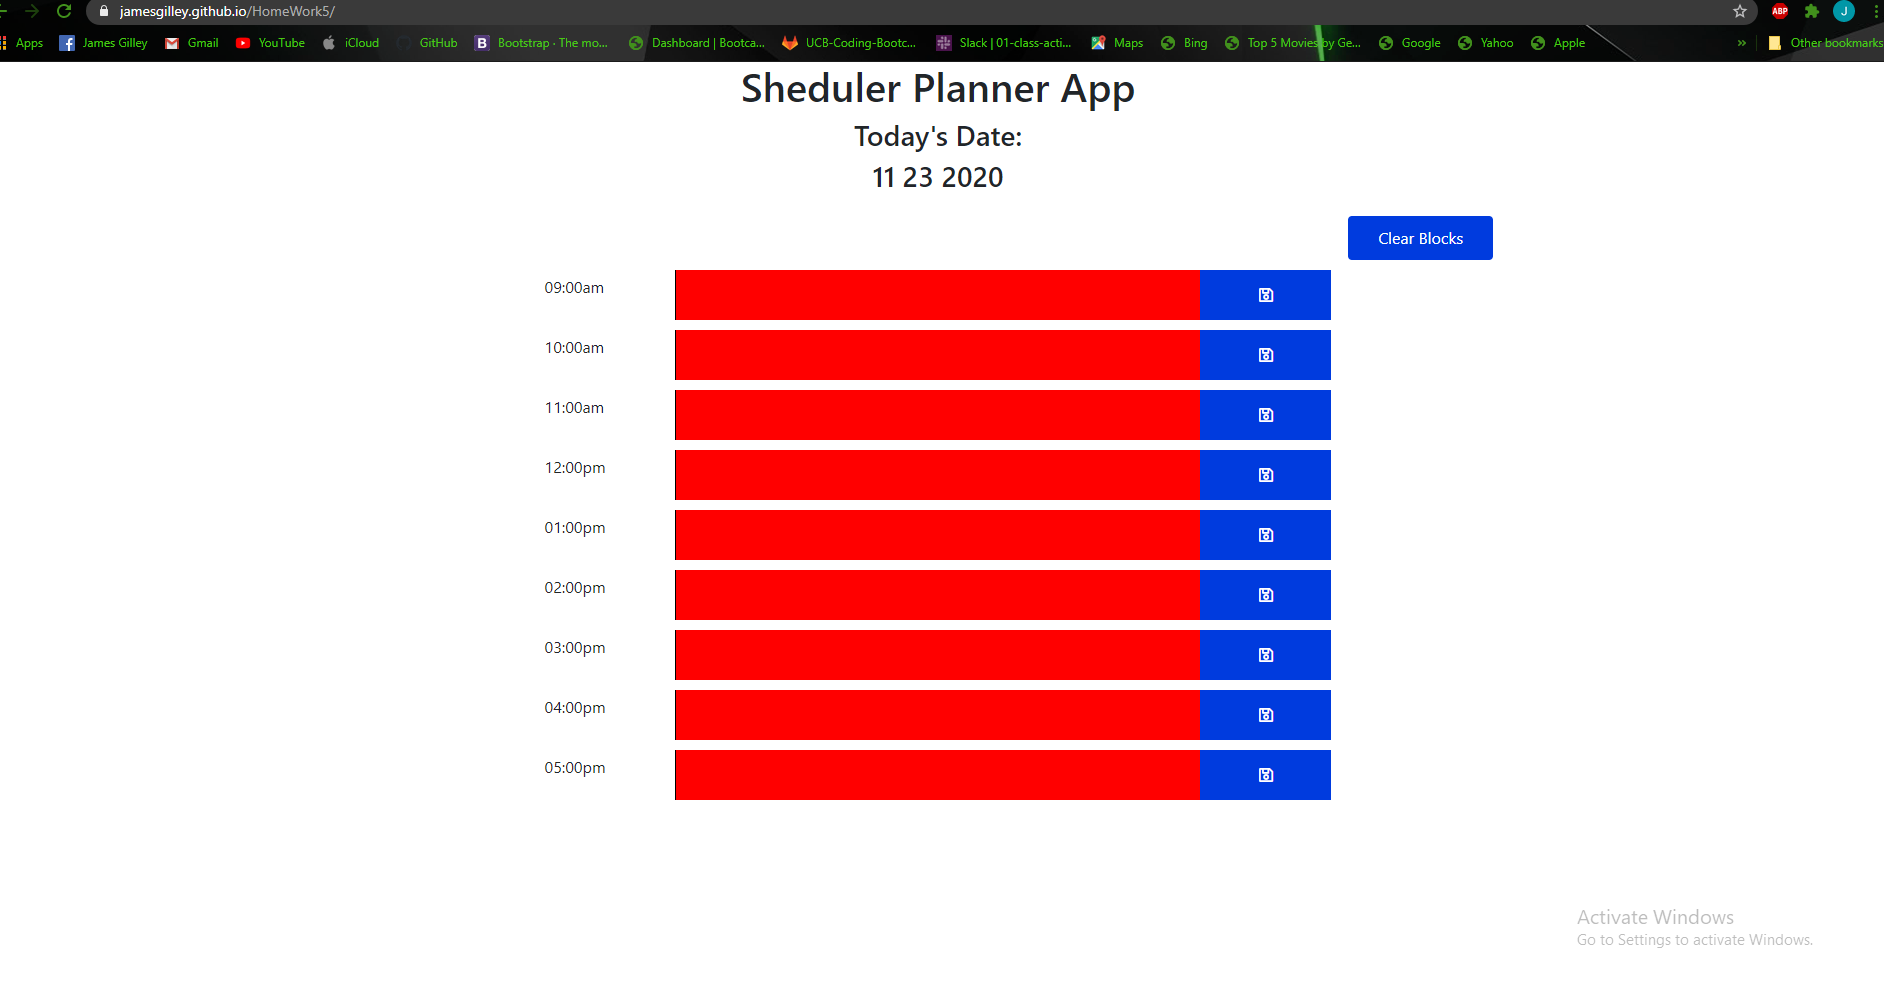 jamesgilley.github.io/HomeWork5/
ABP
J
Apps James Gilley Gmail YouTube iCloud GitHub B Bootstrap · The mo... Dashboard | Bootca... UCB-Coding-Bootc... Slack | 01-class-acti... Maps Bing Top 5 Movies by Ge... Google Yahoo Apple » Other bookmarks
Sheduler Planner App
Today's Date:
11 23 2020
Clear Blocks
09:00am
10:00am
11:00am
12:00pm
01:00pm
02:00pm
03:00pm
04:00pm
05:00pm
Activate Windows
Go to Settings to activate Windows.